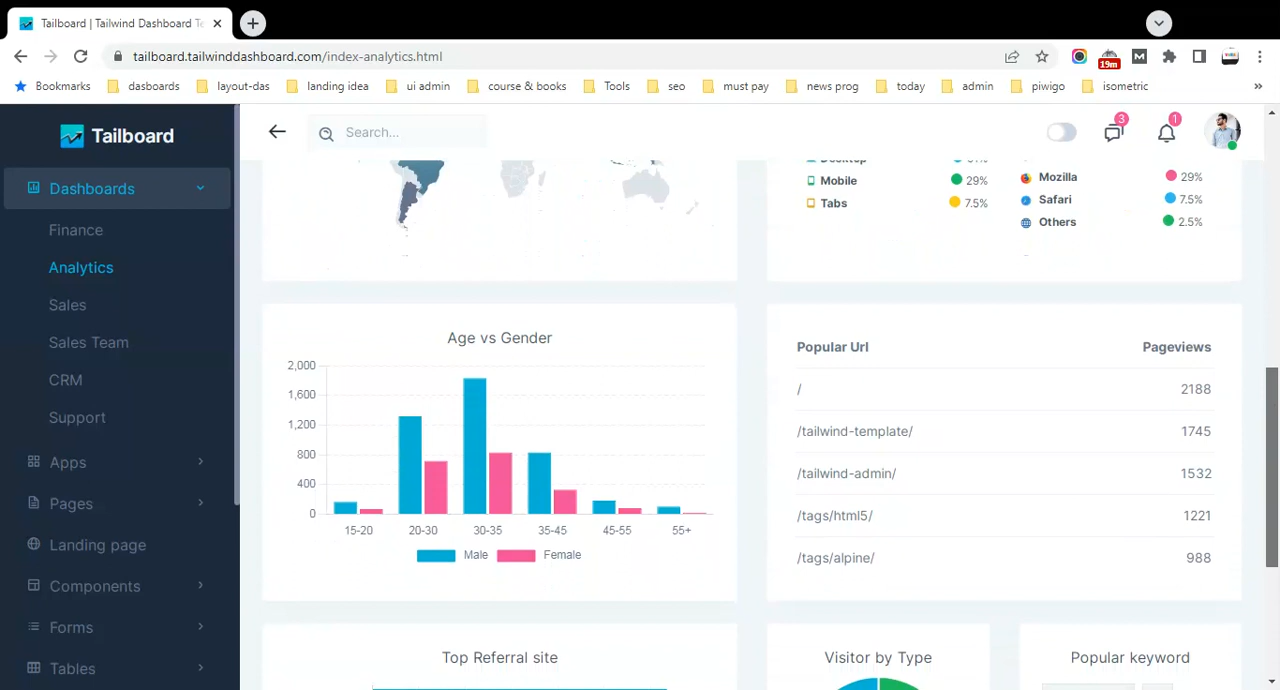 Tailboard | Tailwind Dashboard Te
tailboard.tailwinddashboard.com/index-analytics.html
19m
Bookmarks
dasboards
layout-das
landing idea
ui admin
course & books
Tools
seo
must pay
news prog
today
admin
piwigo
isometric
»
Tailboard
Search...
3
1
Dashboards
Finance
Analytics
Sales
Sales Team
CRM
Support
Apps
Pages
Landing page
Components
Forms
Tables
Desktop
Mobile 29%
Tabs 7.5%
Mozilla 29%
Safari 7.5%
Others 2.5%
Age vs Gender
2,000
1,600
1,200
800
400
0
15-20 20-30 30-35 35-45 45-55 55+
Male Female
Popular Url Pageviews
/ 2188
/tailwind-template/ 1745
/tailwind-admin/ 1532
/tags/html5/ 1221
/tags/alpine/ 988
Top Referral site
Visitor by Type
Popular keyword